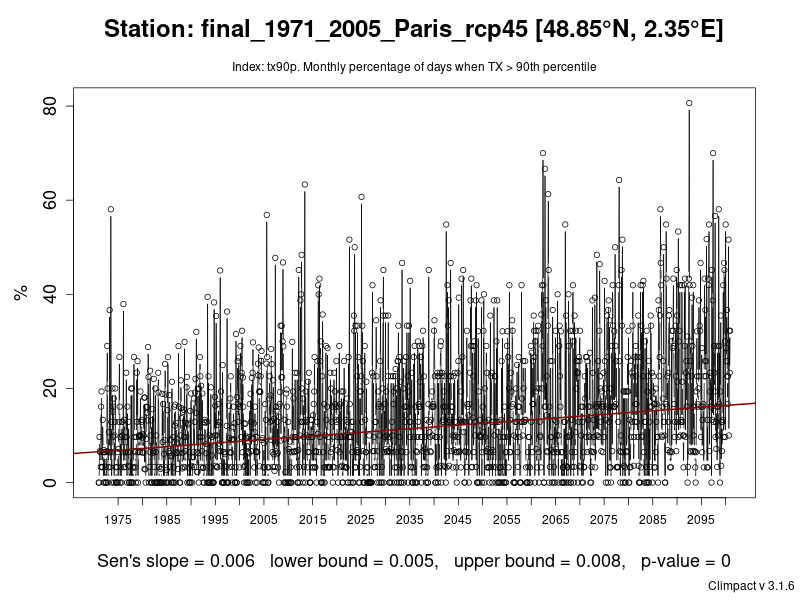 Station: final_1971_2005_Paris_rcp45 [48.85°N, 2.35°E]
Index: tx90p. Monthly percentage of days when TX > 90th percentile
80
60
40
20
0
%
1975 1985 1995 2005 2015 2025 2035 2045 2055 2065 2075 2085 2095
Sen's slope = 0.006 lower bound = 0.005, upper bound = 0.008, p-value = 0
Climpact v 3.1.6